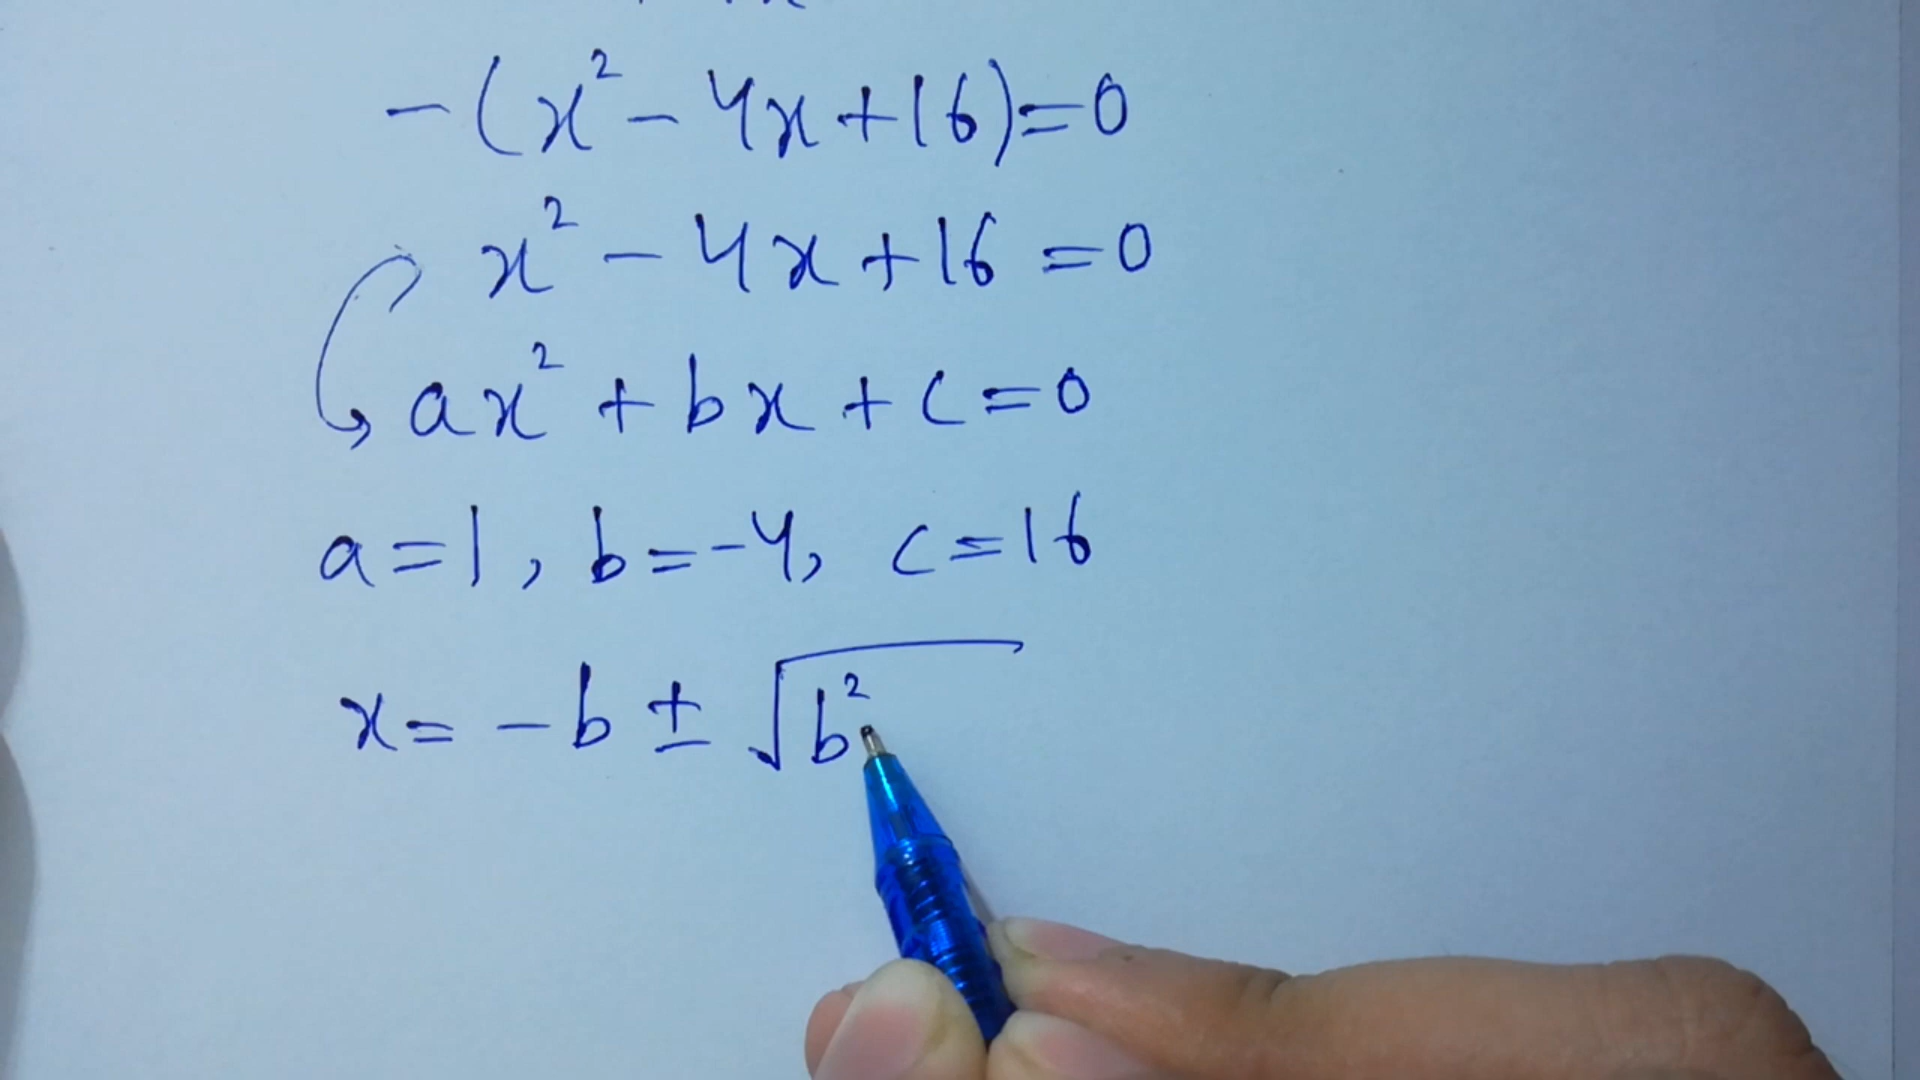 -(x² - 4x + 16) = 0
x² - 4x + 16 = 0
ax² + bx + c = 0
a = 1, b = -4, c = 16
x = -b ± √b²